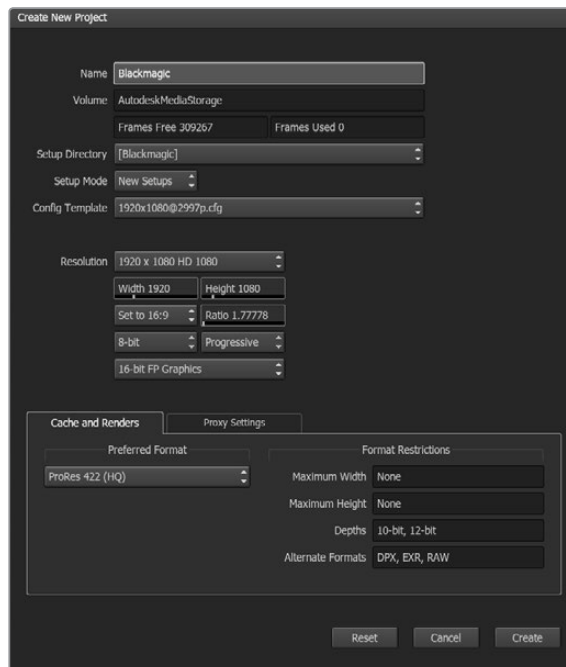 Create New Project
Name Blackmagic
Volume AutodeskMediaStorage
Frames Free 309267 Frames Used 0
Setup Directory [Blackmagic]
Setup Mode New Setups
Config Template 1920x1080@2997p.cfg
Resolution 1920 x 1080 HD 1080
Width 1920 Height 1080
Set to 16:9 Ratio 1.77778
8-bit Progressive
16-bit FP Graphics
Cache and Renders Proxy Settings
Preferred Format Format Restrictions
ProRes 422 (HQ) Maximum Width None
Maximum Height None
Depths 10-bit, 12-bit
Alternate Formats DPX, EXR, RAW
Reset Cancel Create